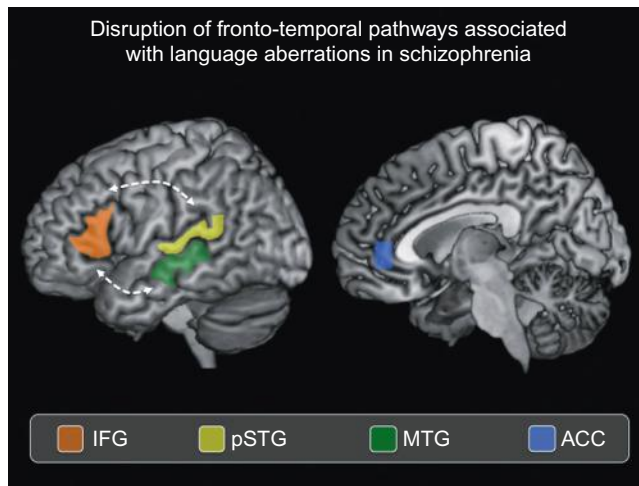 Disruption of fronto-temporal pathways associated
with language aberrations in schizophrenia
IFG pSTG MTG ACC